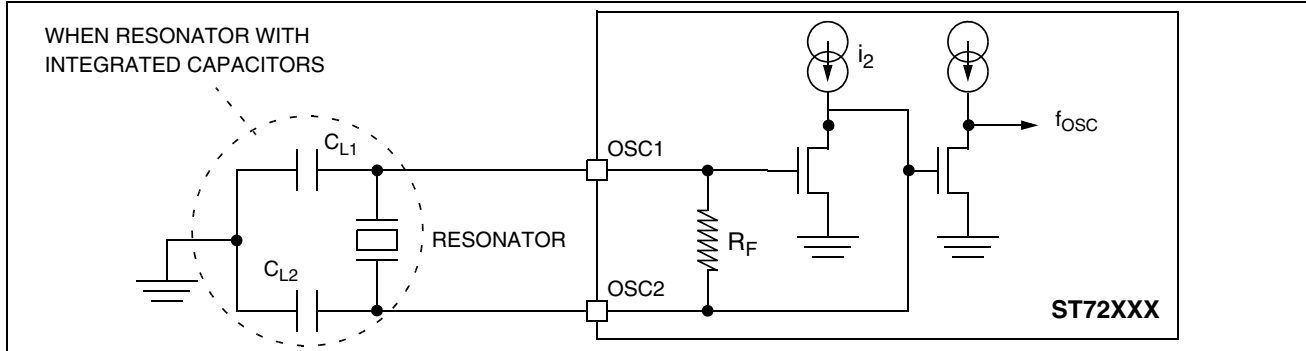 WHEN RESONATOR WITH
INTEGRATED CAPACITORS
CL1
RESONATOR
CL2
OSC1
OSC2
RF
i2
fOSC
ST72XXX